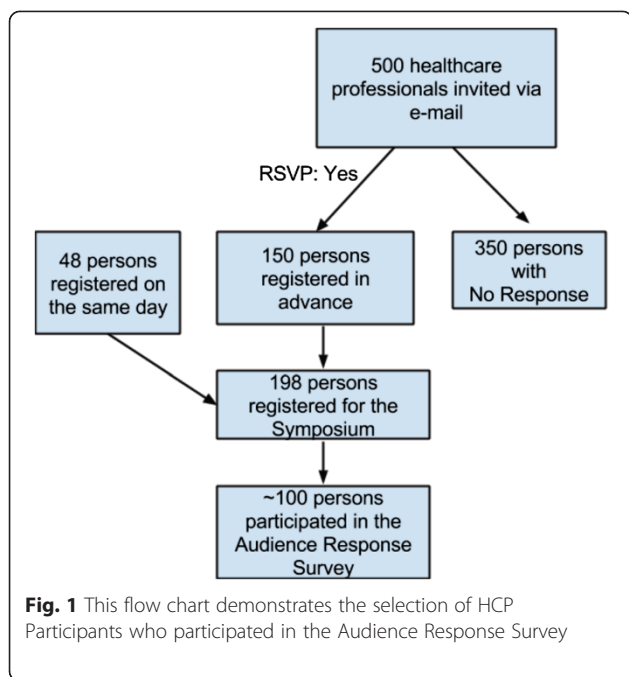 500 healthcare
professionals invited via
e-mail
RSVP: Yes
48 persons
registered on
the same day
150 persons
registered in
advance
350 persons
with
No Response
198 persons
registered for the
Symposium
~100 persons
participated in the
Audience Response
Survey
Fig. 1 This flow chart demonstrates the selection of HCP
Participants who participated in the Audience Response Survey